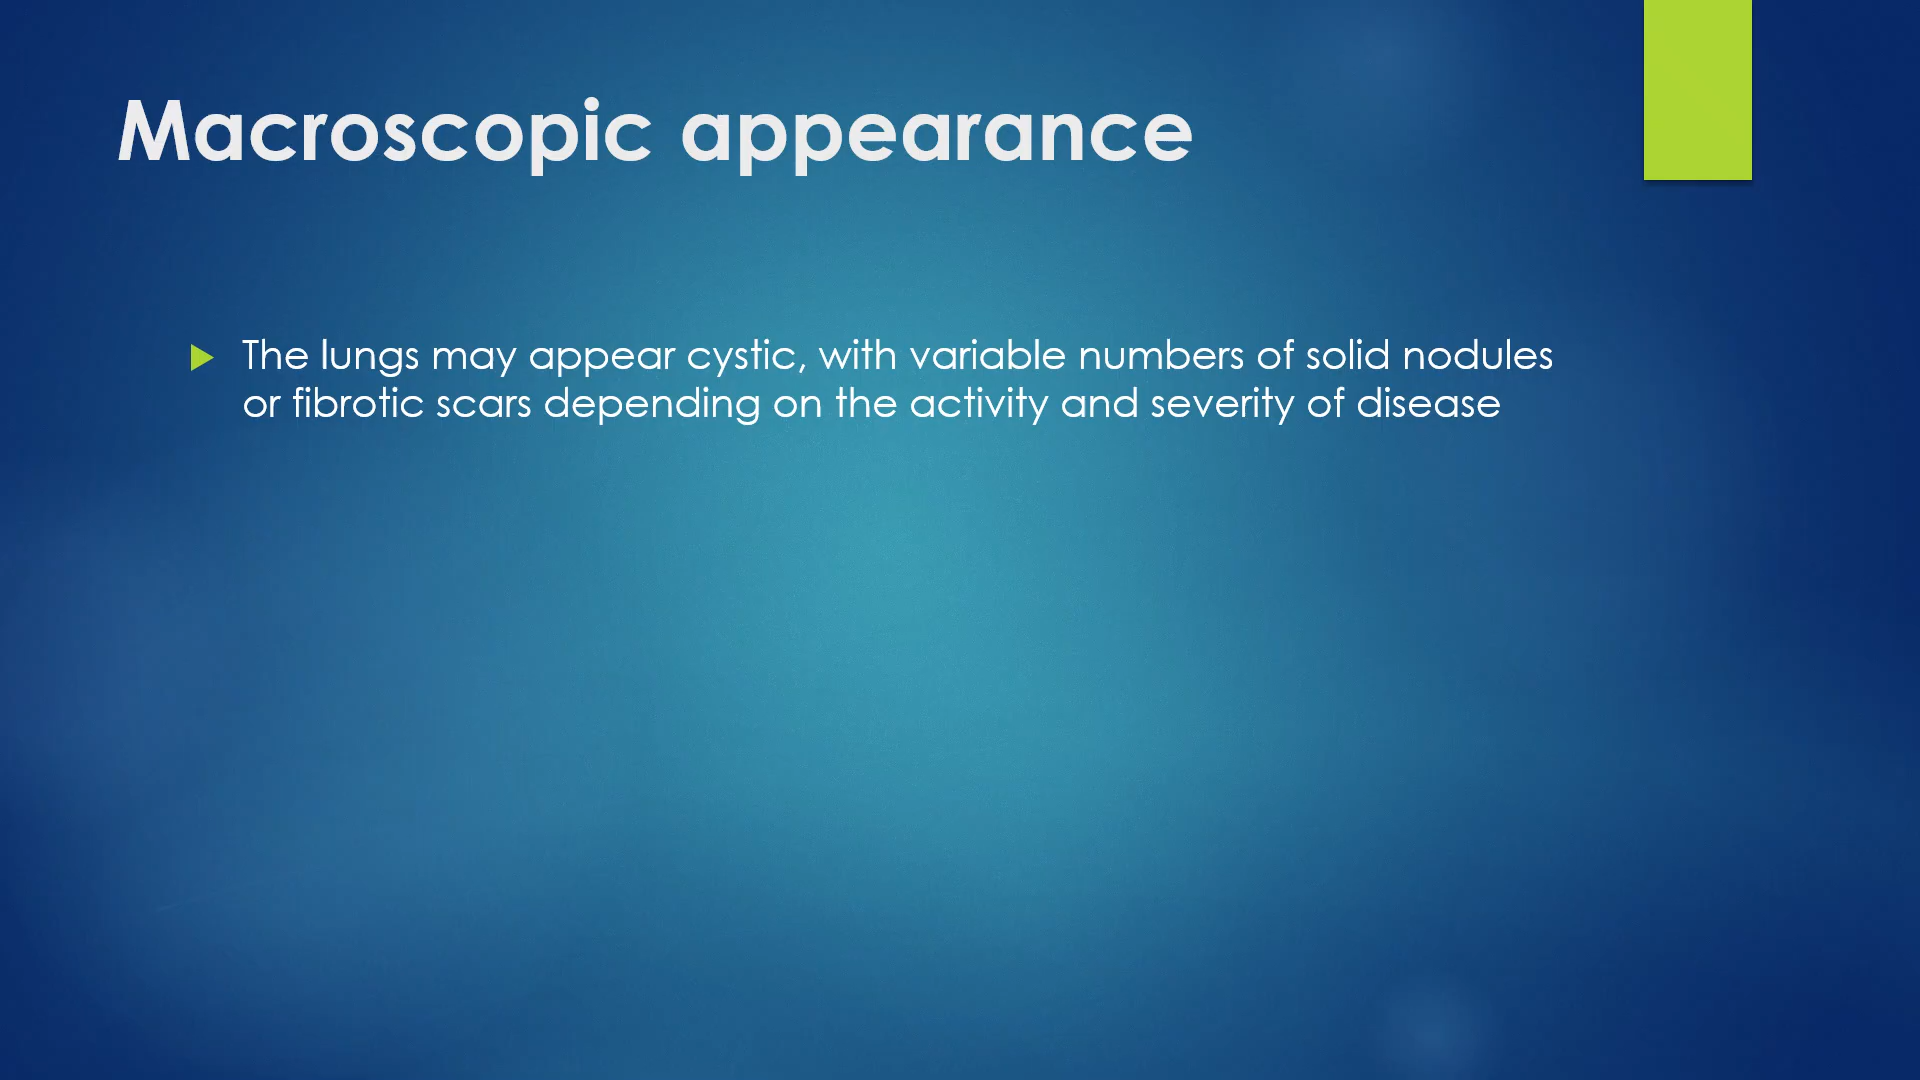 Macroscopic appearance
The lungs may appear cystic, with variable numbers of solid nodules
or fibrotic scars depending on the activity and severity of disease